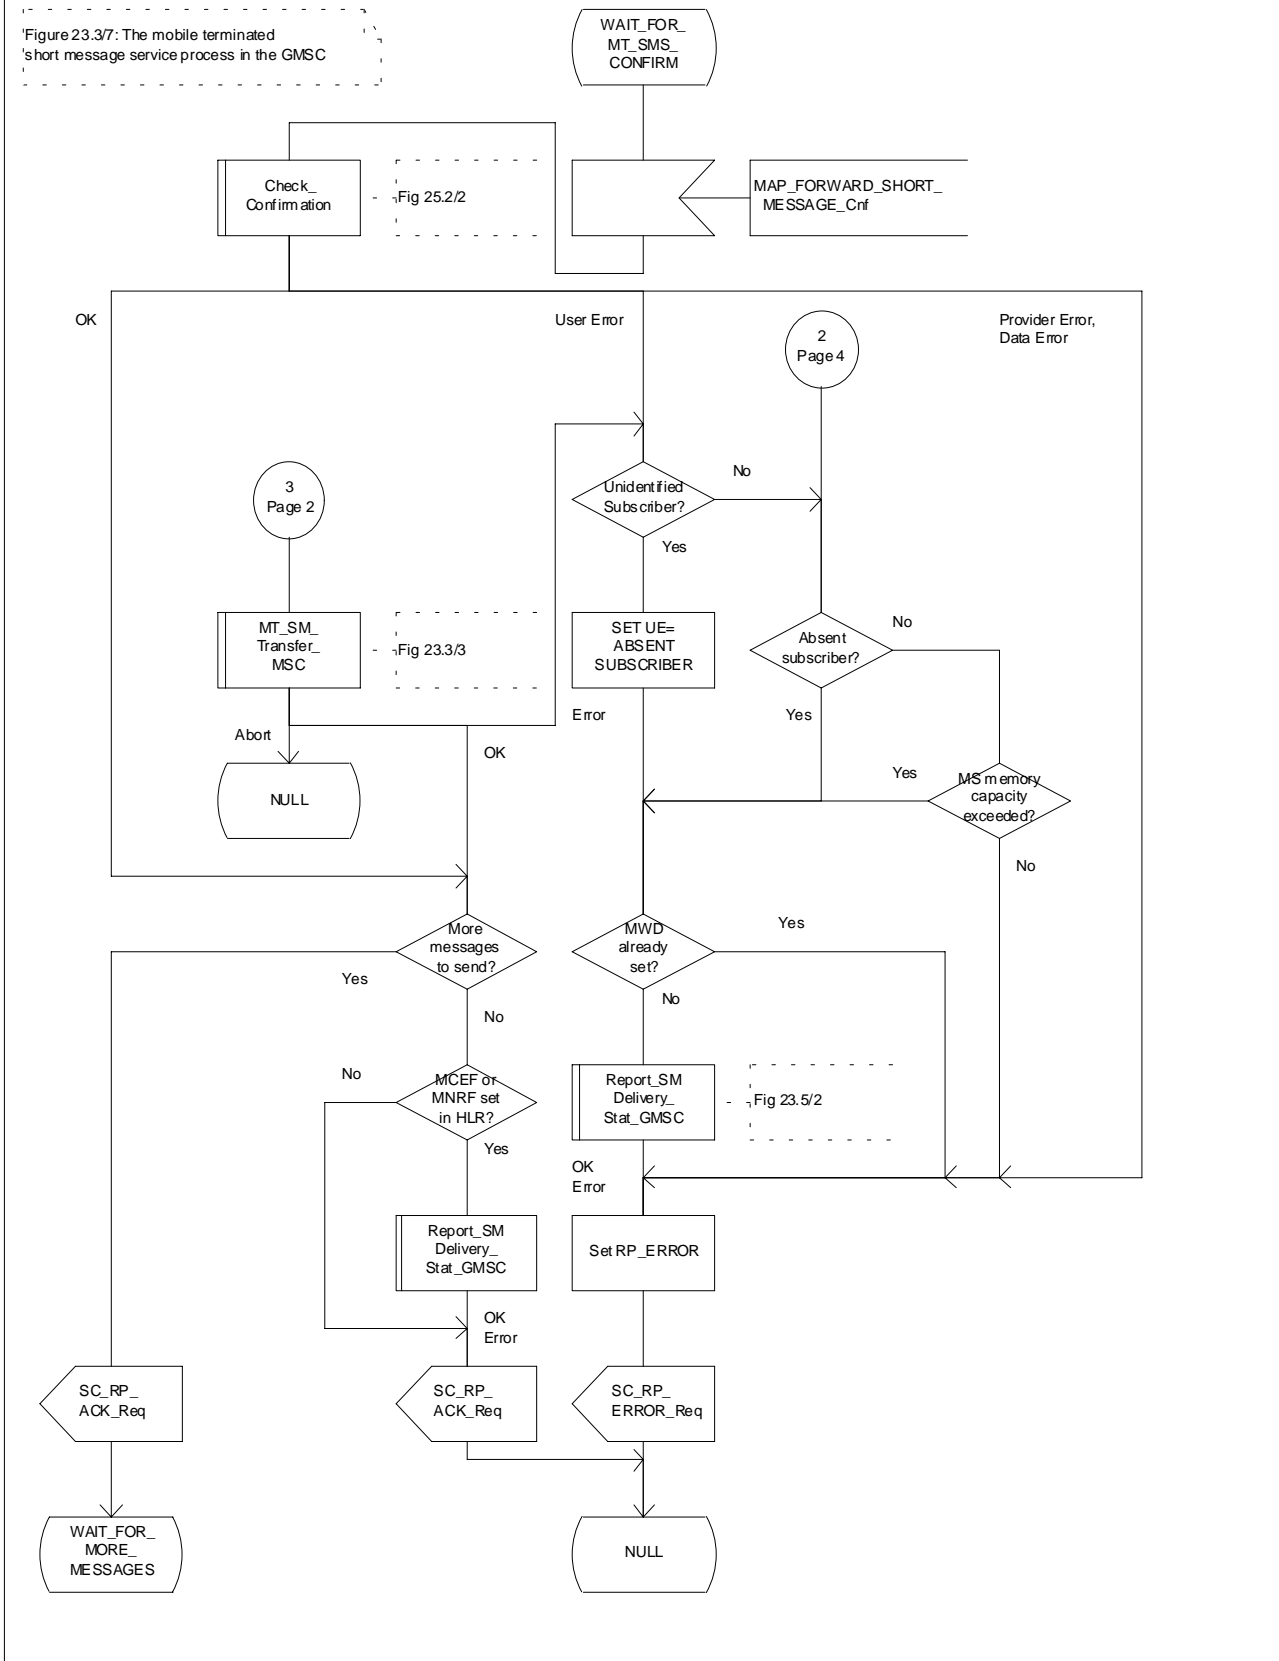 Figure 23.3/7: The mobile terminated
short message service process in the GMSC
WAIT_FOR_
MT_SMS_
CONFIRM
Check_
Confirmation
Fig 25.2/2
MAP_FORWARD_SHORT_
MESSAGE_Cnf
OK
User Error
Provider Error,
Data Error
2
Page 4
3
Page 2
Unidentified
Subscriber?
No
Yes
MT_SM_
Transfer_
MSC
Fig 23.3/3
SET UE=
ABSENT
SUBSCRIBER
Absent
subscriber?
No
Error
Yes
Abort
OK
NULL
Yes
MS memory
capacity
exceeded?
No
More
messages
to send?
Yes
No
MWD
already
set?
Yes
No
No
MCEF or
MNRF set
in HLR?
Yes
Report_SM
Delivery_
Stat_GMSC
Fig 23.5/2
OK
Error
Report_SM
Delivery_
Stat_GMSC
Set RP_ERROR
OK
Error
SC_RP_
ACK_Req
SC_RP_
ACK_Req
SC_RP_
ERROR_Req
WAIT_FOR_
MORE_
MESSAGES
NULL